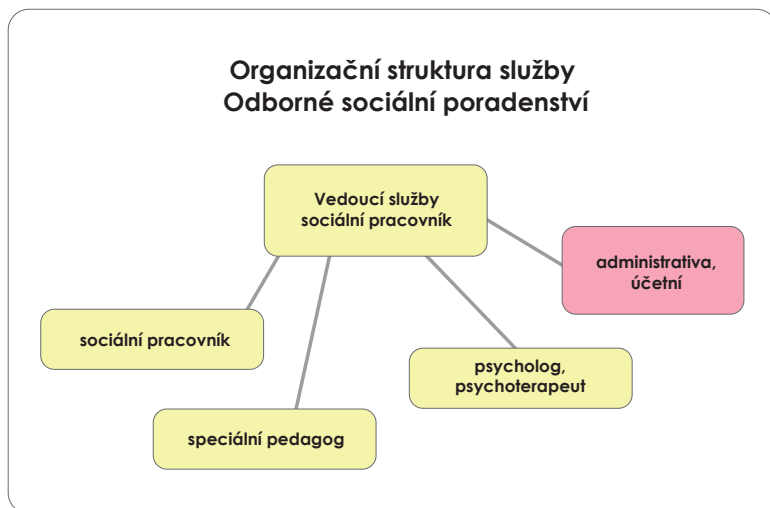 Organizační struktura služby
Odborné sociální poradenství
Vedoucí služby
sociální pracovník
administrativa,
účetní
sociální pracovník
psycholog,
psychoterapeut
speciální pedagog